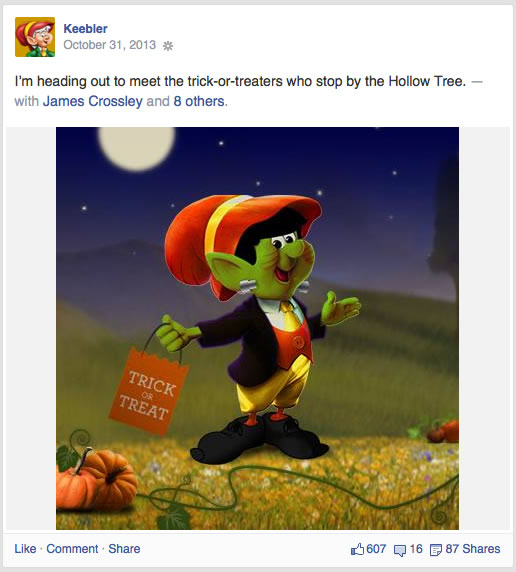 Keebler
October 31, 2013
I'm heading out to meet the trick-or-treaters who stop by the Hollow Tree. —
with James Crossley and 8 others.
TRICK
OR
TREAT
Like · Comment · Share
607 16 87 Shares